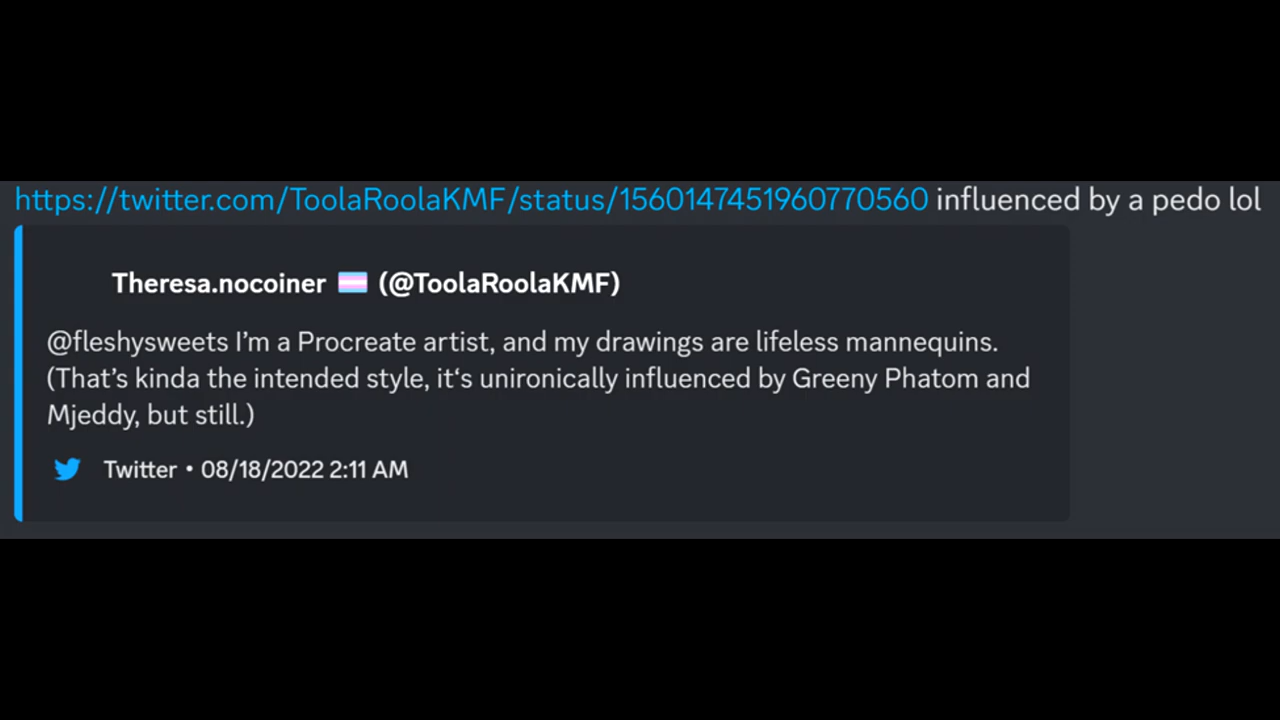 https://twitter.com/ToolaRoolaKMF/status/1560147451960770560 influenced by a pedo lol
Theresa.nocoiner (@ToolaRoolaKMF)
@fleshysweets I’m a Procreate artist, and my drawings are lifeless mannequins.
(That’s kinda the intended style, it‘s unironically influenced by Greeny Phatom and
Mjeddy, but still.)
Twitter • 08/18/2022 2:11 AM